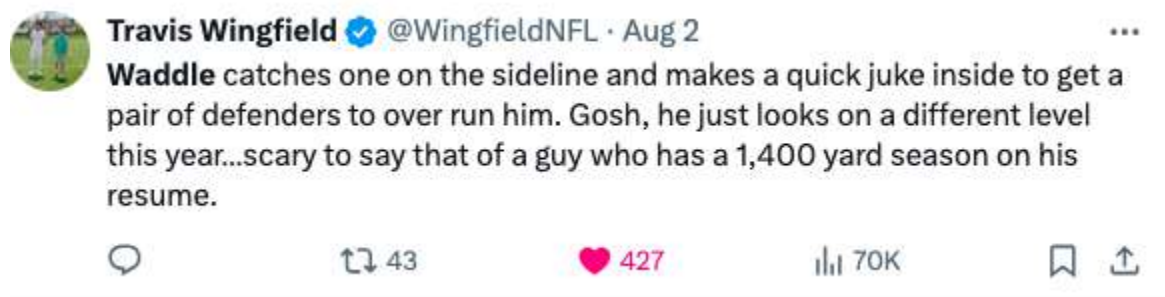 Travis Wingfield @WingfieldNFL · Aug 2
Waddle catches one on the sideline and makes a quick juke inside to get a
pair of defenders to over run him. Gosh, he just looks on a different level
this year...scary to say that of a guy who has a 1,400 yard season on his
resume.
43 427 70K